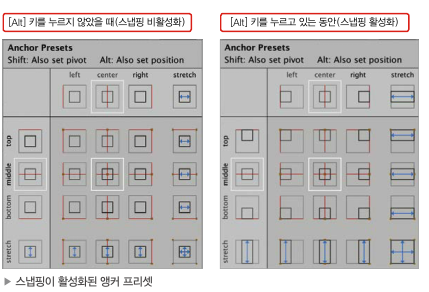 [Alt] 키를 누르지 않았을 때(스냅핑 비활성화)
Anchor Presets
Shift: Also set pivot Alt: Also set position
left center right stretch
top
middle
bottom
stretch
[Alt] 키를 누르고 있는 동안(스냅핑 활성화)
Anchor Presets
Shift: Also set pivot Alt: Also set position
left center right stretch
top
middle
bottom
stretch
▶ 스냅핑이 활성화된 앵커 프리셋